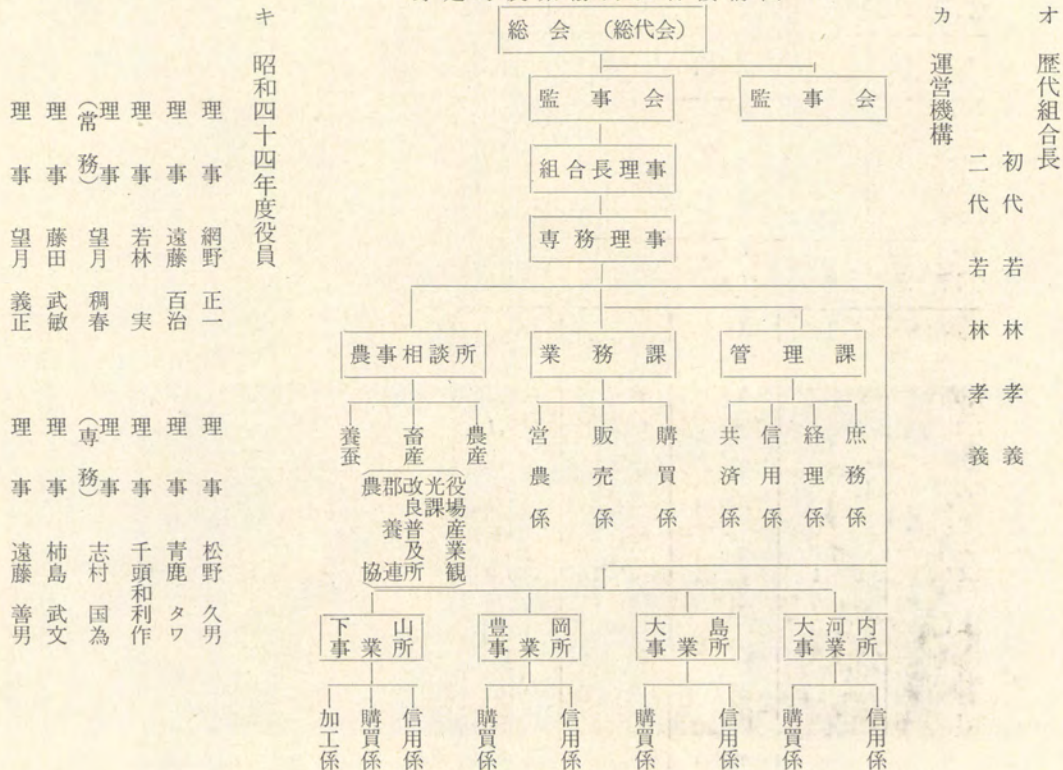 オ　歴代組合長
初代　若林孝義
二代　若林孝義
カ　運営機構
総会　（総代会）
監事会
監事会
組合長理事
専務理事
管理課
庶務係
経理係
信用係
共済係
業務課
購買係
販売係
営農係
農事相談所
農産
畜産
養蚕
役場産業観
光課
改良普及所
郡養連
農協
大河内事業所
信用係
購買係
大島事業所
信用係
購買係
豊岡事業所
信用係
購買係
下山事業所
信用係
購買係
加工係
キ　昭和四十四年度役員
理事　網野　正一
理事　松野　久男
理事　遠藤　百治
理事　青鹿　タワ
理事　若林　実
理事　千頭和利作
理事（常務）　望月　稠春
理事（専務）　志村　国為
理事　藤田　武敏
理事　柿島　武文
理事　望月　義正
理事　遠藤　善男